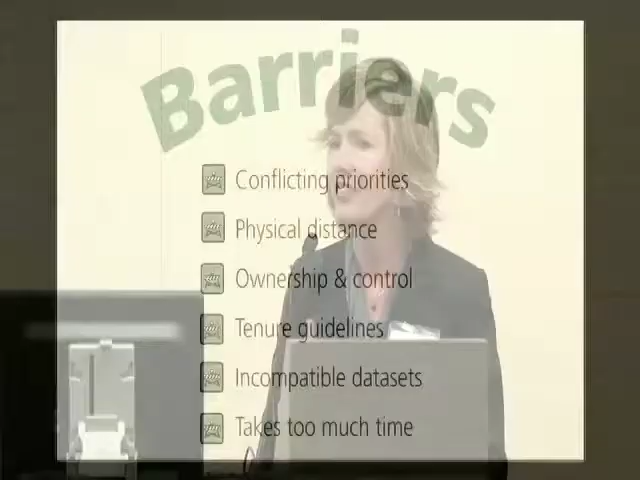 Barriers
Conflicting priorities
Physical distance
Ownership & control
Tenure guidelines
Incompatible datasets
Takes too much time